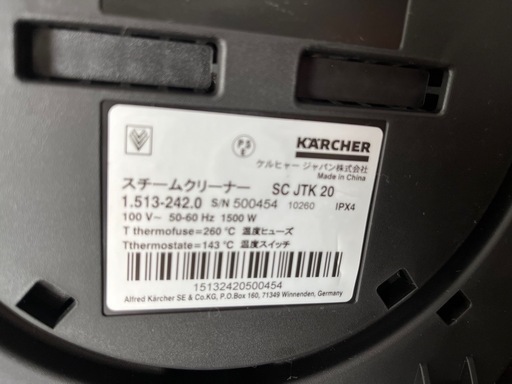 P S
E
KÄRCHER
ケルヒャー ジャパン株式会社
Made in China
スチームクリーナー SC JTK 20
1.513-242.0 S/N 500454 10260 IPX4
100 V~ 50-60 Hz 1500 W
T thermofuse=260 ℃ 温度ヒューズ
Tthermostate=143 ℃ 温度スイッチ
15132420500454
Alfred Kärcher SE & Co.KG, P.O.Box 160, 71349 Winnenden, Germany